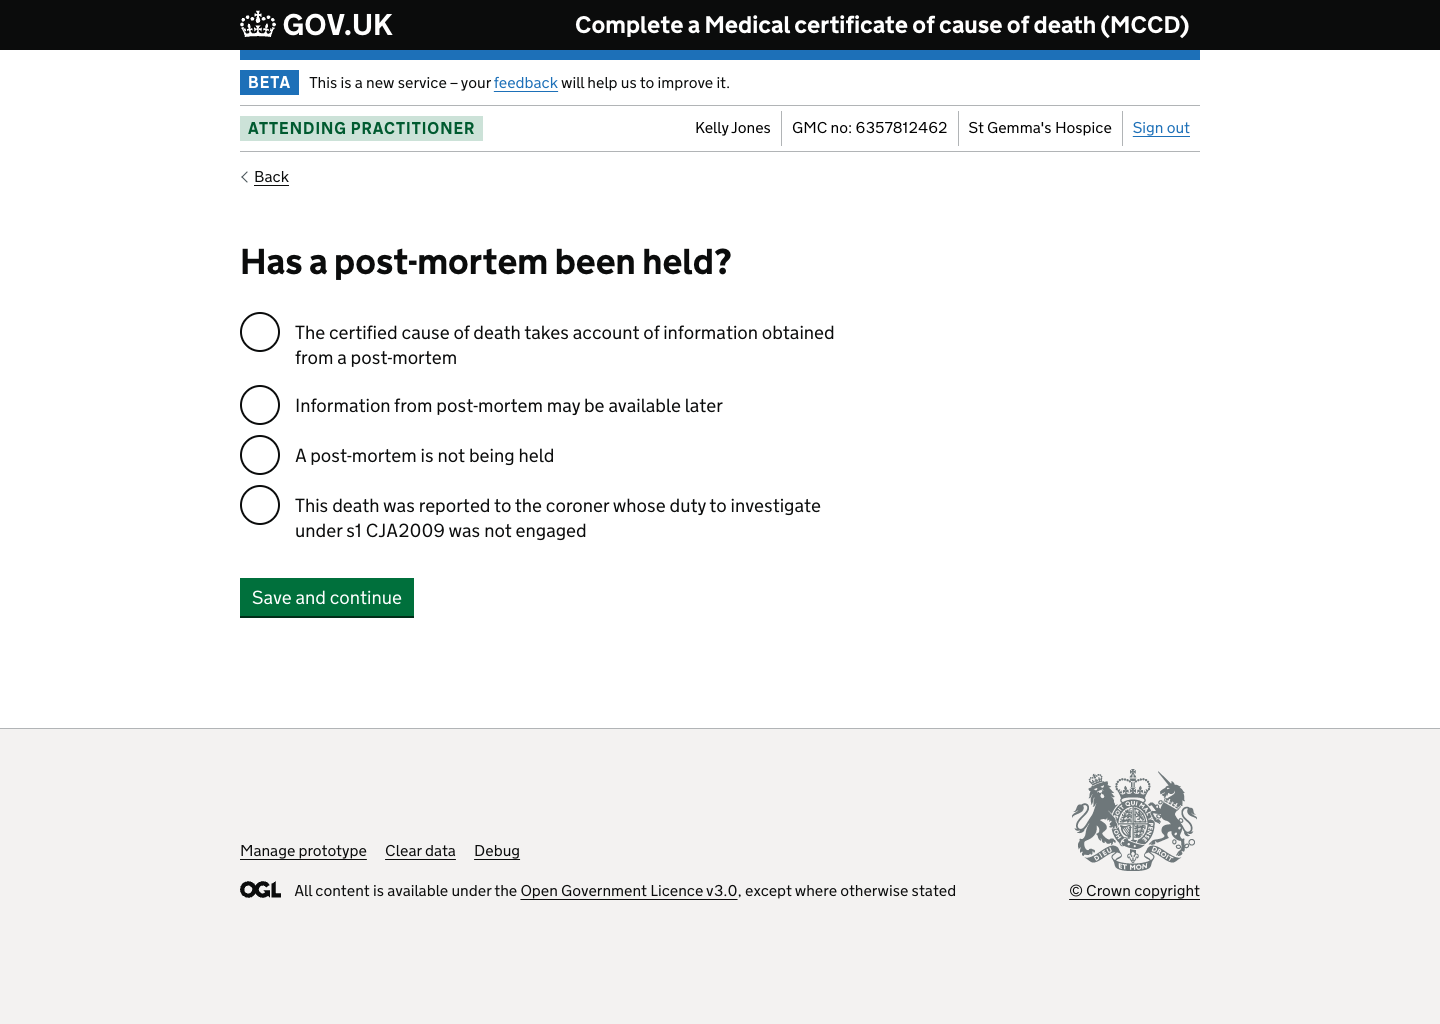 GOV.UK
Complete a Medical certificate of cause of death (MCCD)
BETA This is a new service – your feedback will help us to improve it.
ATTENDING PRACTITIONER
Kelly Jones
GMC no: 6357812462
St Gemma's Hospice
Sign out
Back
Has a post-mortem been held?
The certified cause of death takes account of information obtained
from a post-mortem
Information from post-mortem may be available later
A post-mortem is not being held
This death was reported to the coroner whose duty to investigate
under s1 CJA2009 was not engaged
Save and continue
DIEU ET MON DROIT
Manage prototype
Clear data
Debug
OGL All content is available under the Open Government Licence v3.0, except where otherwise stated
© Crown copyright